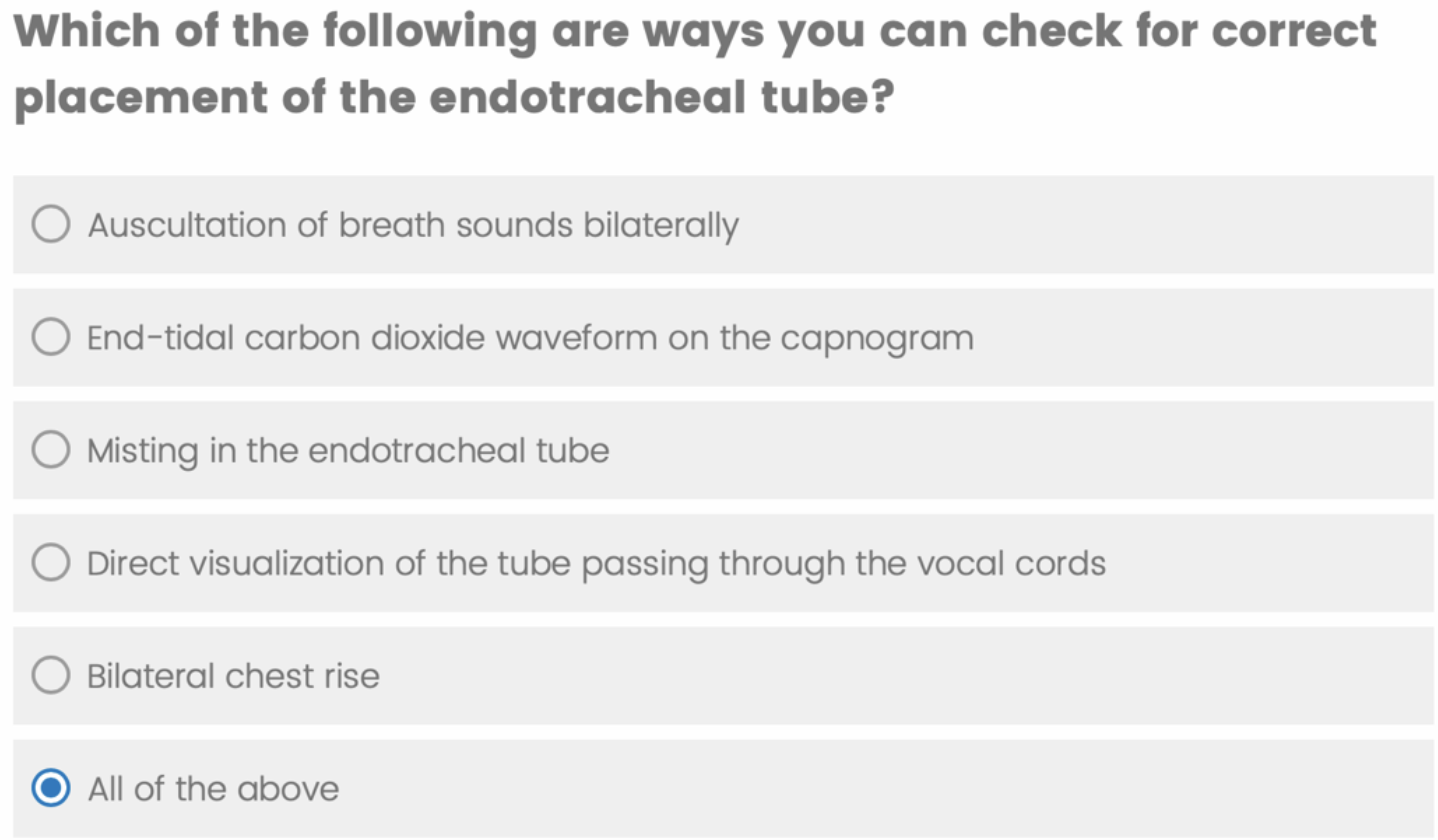 Which of the following are ways you can check for correct
placement of the endotracheal tube?
Auscultation of breath sounds bilaterally
End-tidal carbon dioxide waveform on the capnogram
Misting in the endotracheal tube
Direct visualization of the tube passing through the vocal cords
Bilateral chest rise
All of the above